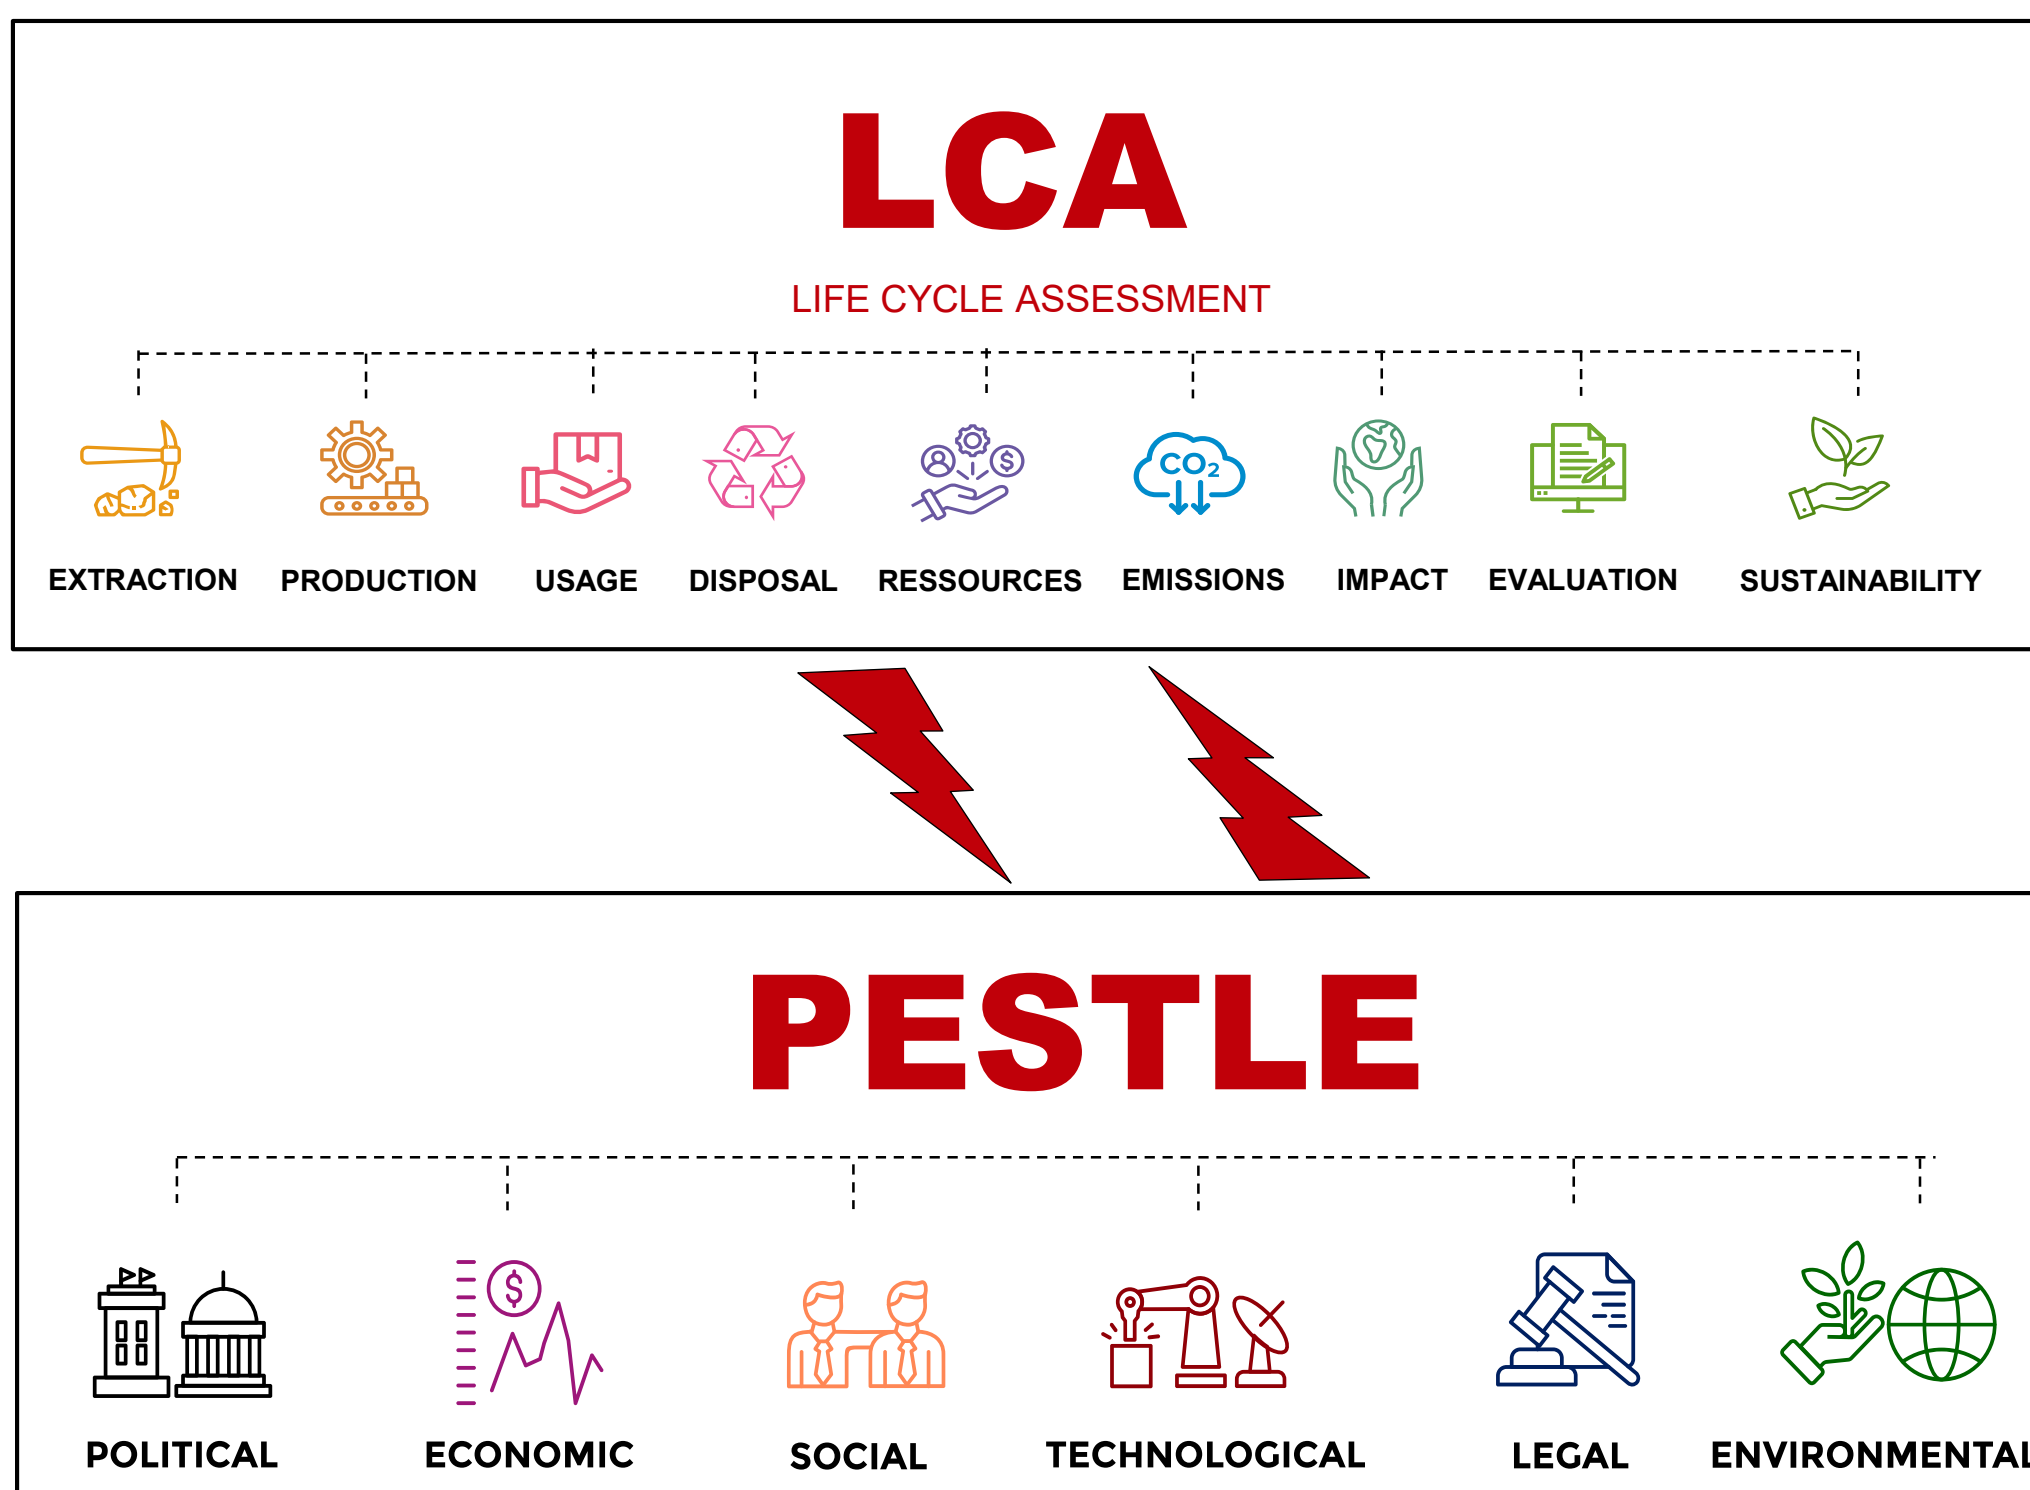 LCA
LIFE CYCLE ASSESSMENT
CO₂
$
EXTRACTION PRODUCTION USAGE DISPOSAL RESSOURCES EMISSIONS IMPACT EVALUATION SUSTAINABILITY
PESTLE
$
POLITICAL ECONOMIC SOCIAL TECHNOLOGICAL LEGAL ENVIRONMENTAL